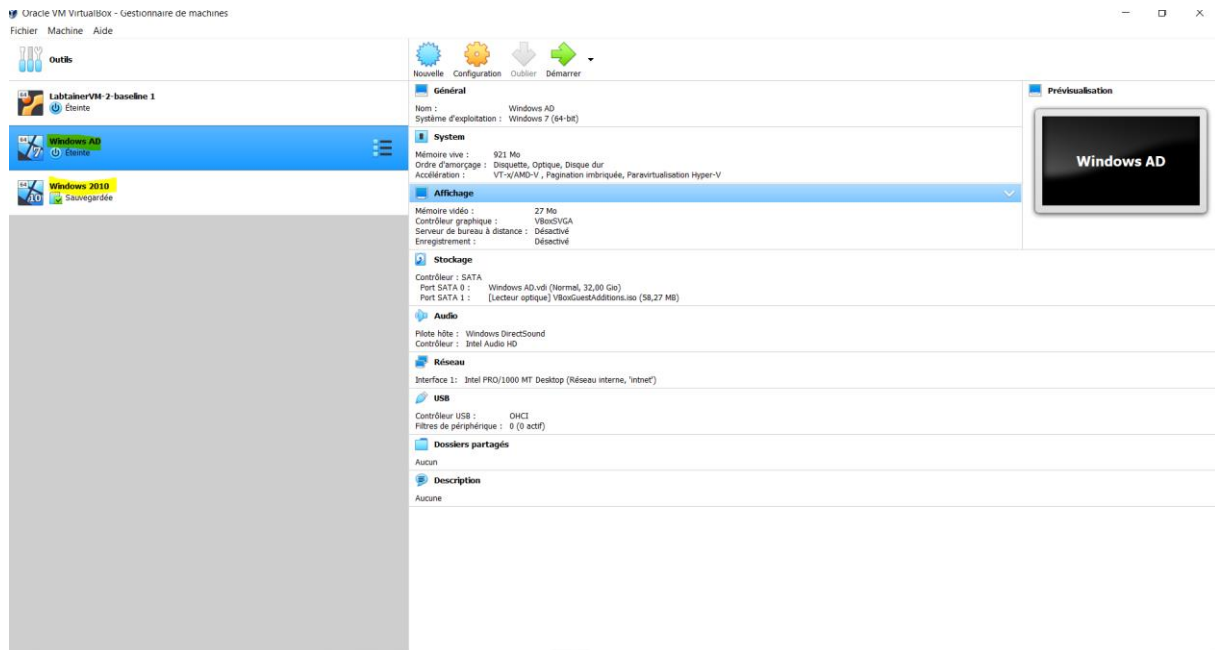 Oracle VM VirtualBox - Gestionnaire de machines
Fichier Machine Aide
Outils
LabtainerVM-2-baseline 1
Éteinte
Windows AD
Éteinte
Windows 2010
Sauvegardée
Nouvelle Configuration Oublier Démarrer
Général
Nom : Windows AD
Système d'exploitation : Windows 7 (64-bit)
System
Mémoire vive : 921 Mo
Ordre d'amorçage : Disquette, Optique, Disque dur
Accélération : VT-x/AMD-V , Pagination imbriquée, Paravirtualisation Hyper-V
Affichage
Mémoire vidéo : 27 Mo
Contrôleur graphique : VBoxSVGA
Serveur de bureau à distance : Désactivé
Enregistrement : Désactivé
Stockage
Contrôleur : SATA
Port SATA 0 : Windows AD.vdi (Normal, 32,00 Gio)
Port SATA 1 : [Lecteur optique] VBoxGuestAdditions.iso (58,27 MB)
Audio
Pilote hôte : Windows DirectSound
Contrôleur : Intel Audio HD
Réseau
Interface 1: Intel PRO/1000 MT Desktop (Réseau interne, 'intnet')
USB
Contrôleur USB : OHCI
Filtres de périphérique : 0 (0 actif)
Dossiers partagés
Aucun
Description
Aucune
Prévisualisation
Windows AD
64
7
64
10
64